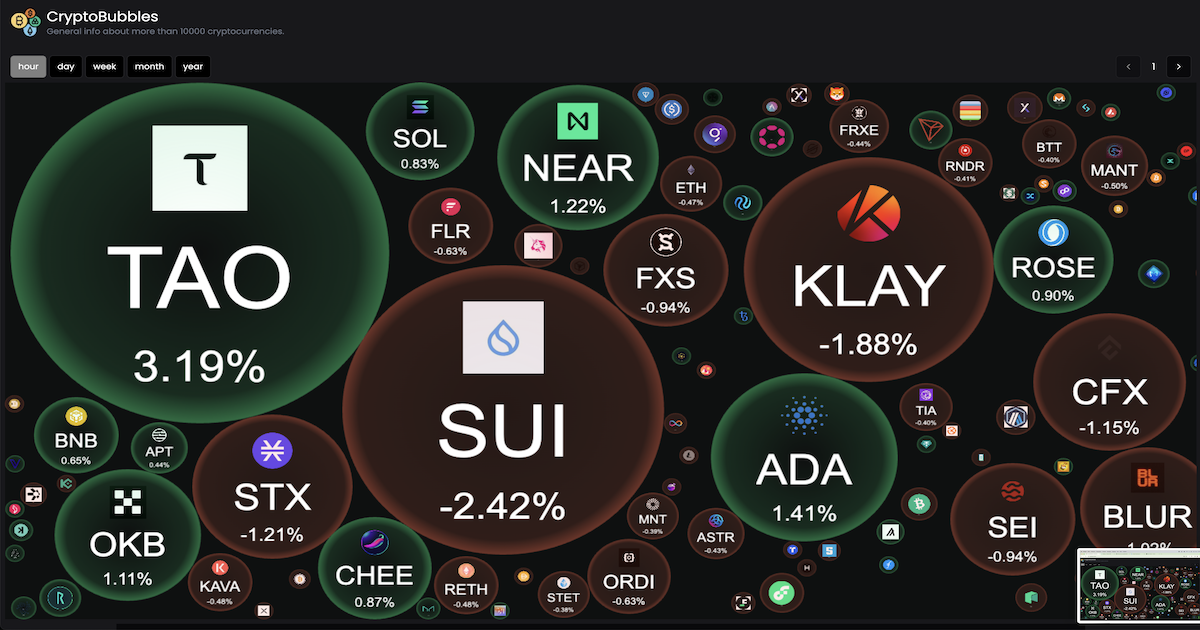 CryptoBubbles
General info about more than 10000 cryptocurrencies.
hour day week month year
1
TAO
3.19%
SOL
0.83%
NEAR
1.22%
FLR
-0.63%
ETH
-0.47%
FXS
-0.94%
FRXE
-0.44%
RNDR
-0.41%
BTT
-0.40%
MANT
-0.50%
KLAY
-1.88%
ROSE
0.90%
SUI
-2.42%
CFX
-1.15%
BNB
0.65%
APT
0.44%
STX
-1.21%
OKB
1.11%
KAVA
-0.48%
CHEE
0.87%
RETH
-0.48%
STET
-0.38%
ORDI
-0.63%
MNT
-0.39%
ASTR
-0.43%
ADA
1.41%
TIA
-0.40%
SEI
-0.94%
BLUR
TAO
3.19%
NEAR
KLAY
SUI
ADA